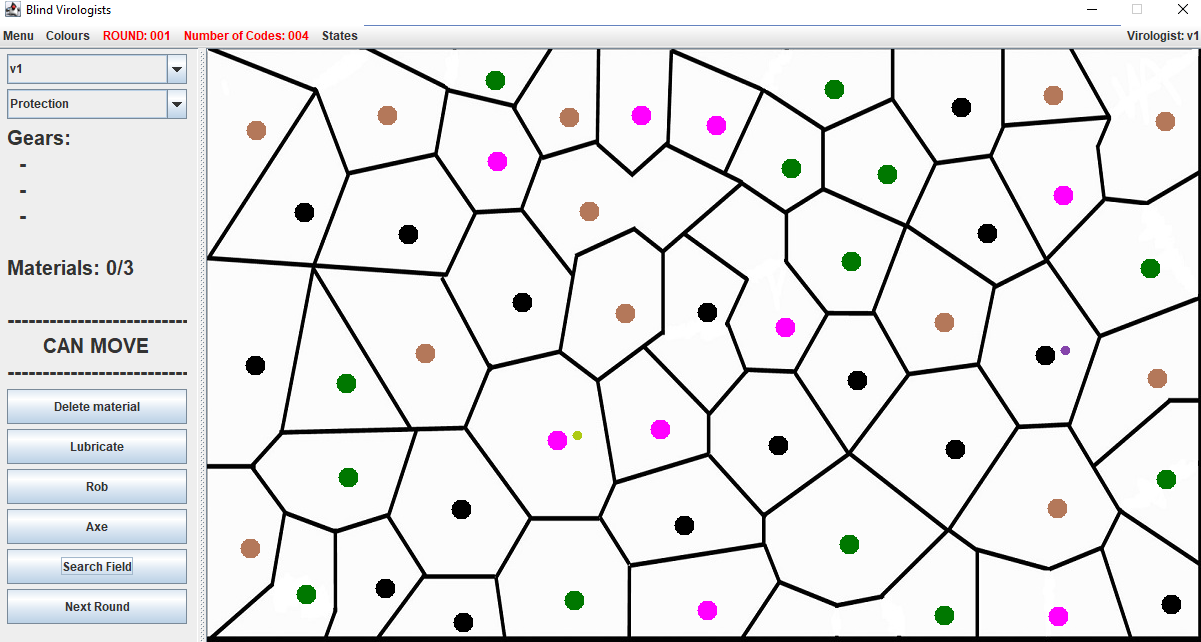 Blind Virologists
Menu Colours ROUND: 001 Number of Codes: 004 States Virologist: v1
v1
Protection
Gears:
-
-
-
Materials: 0/3
---------------------------
CAN MOVE
---------------------------
Delete material
Lubricate
Rob
Axe
Search Field
Next Round